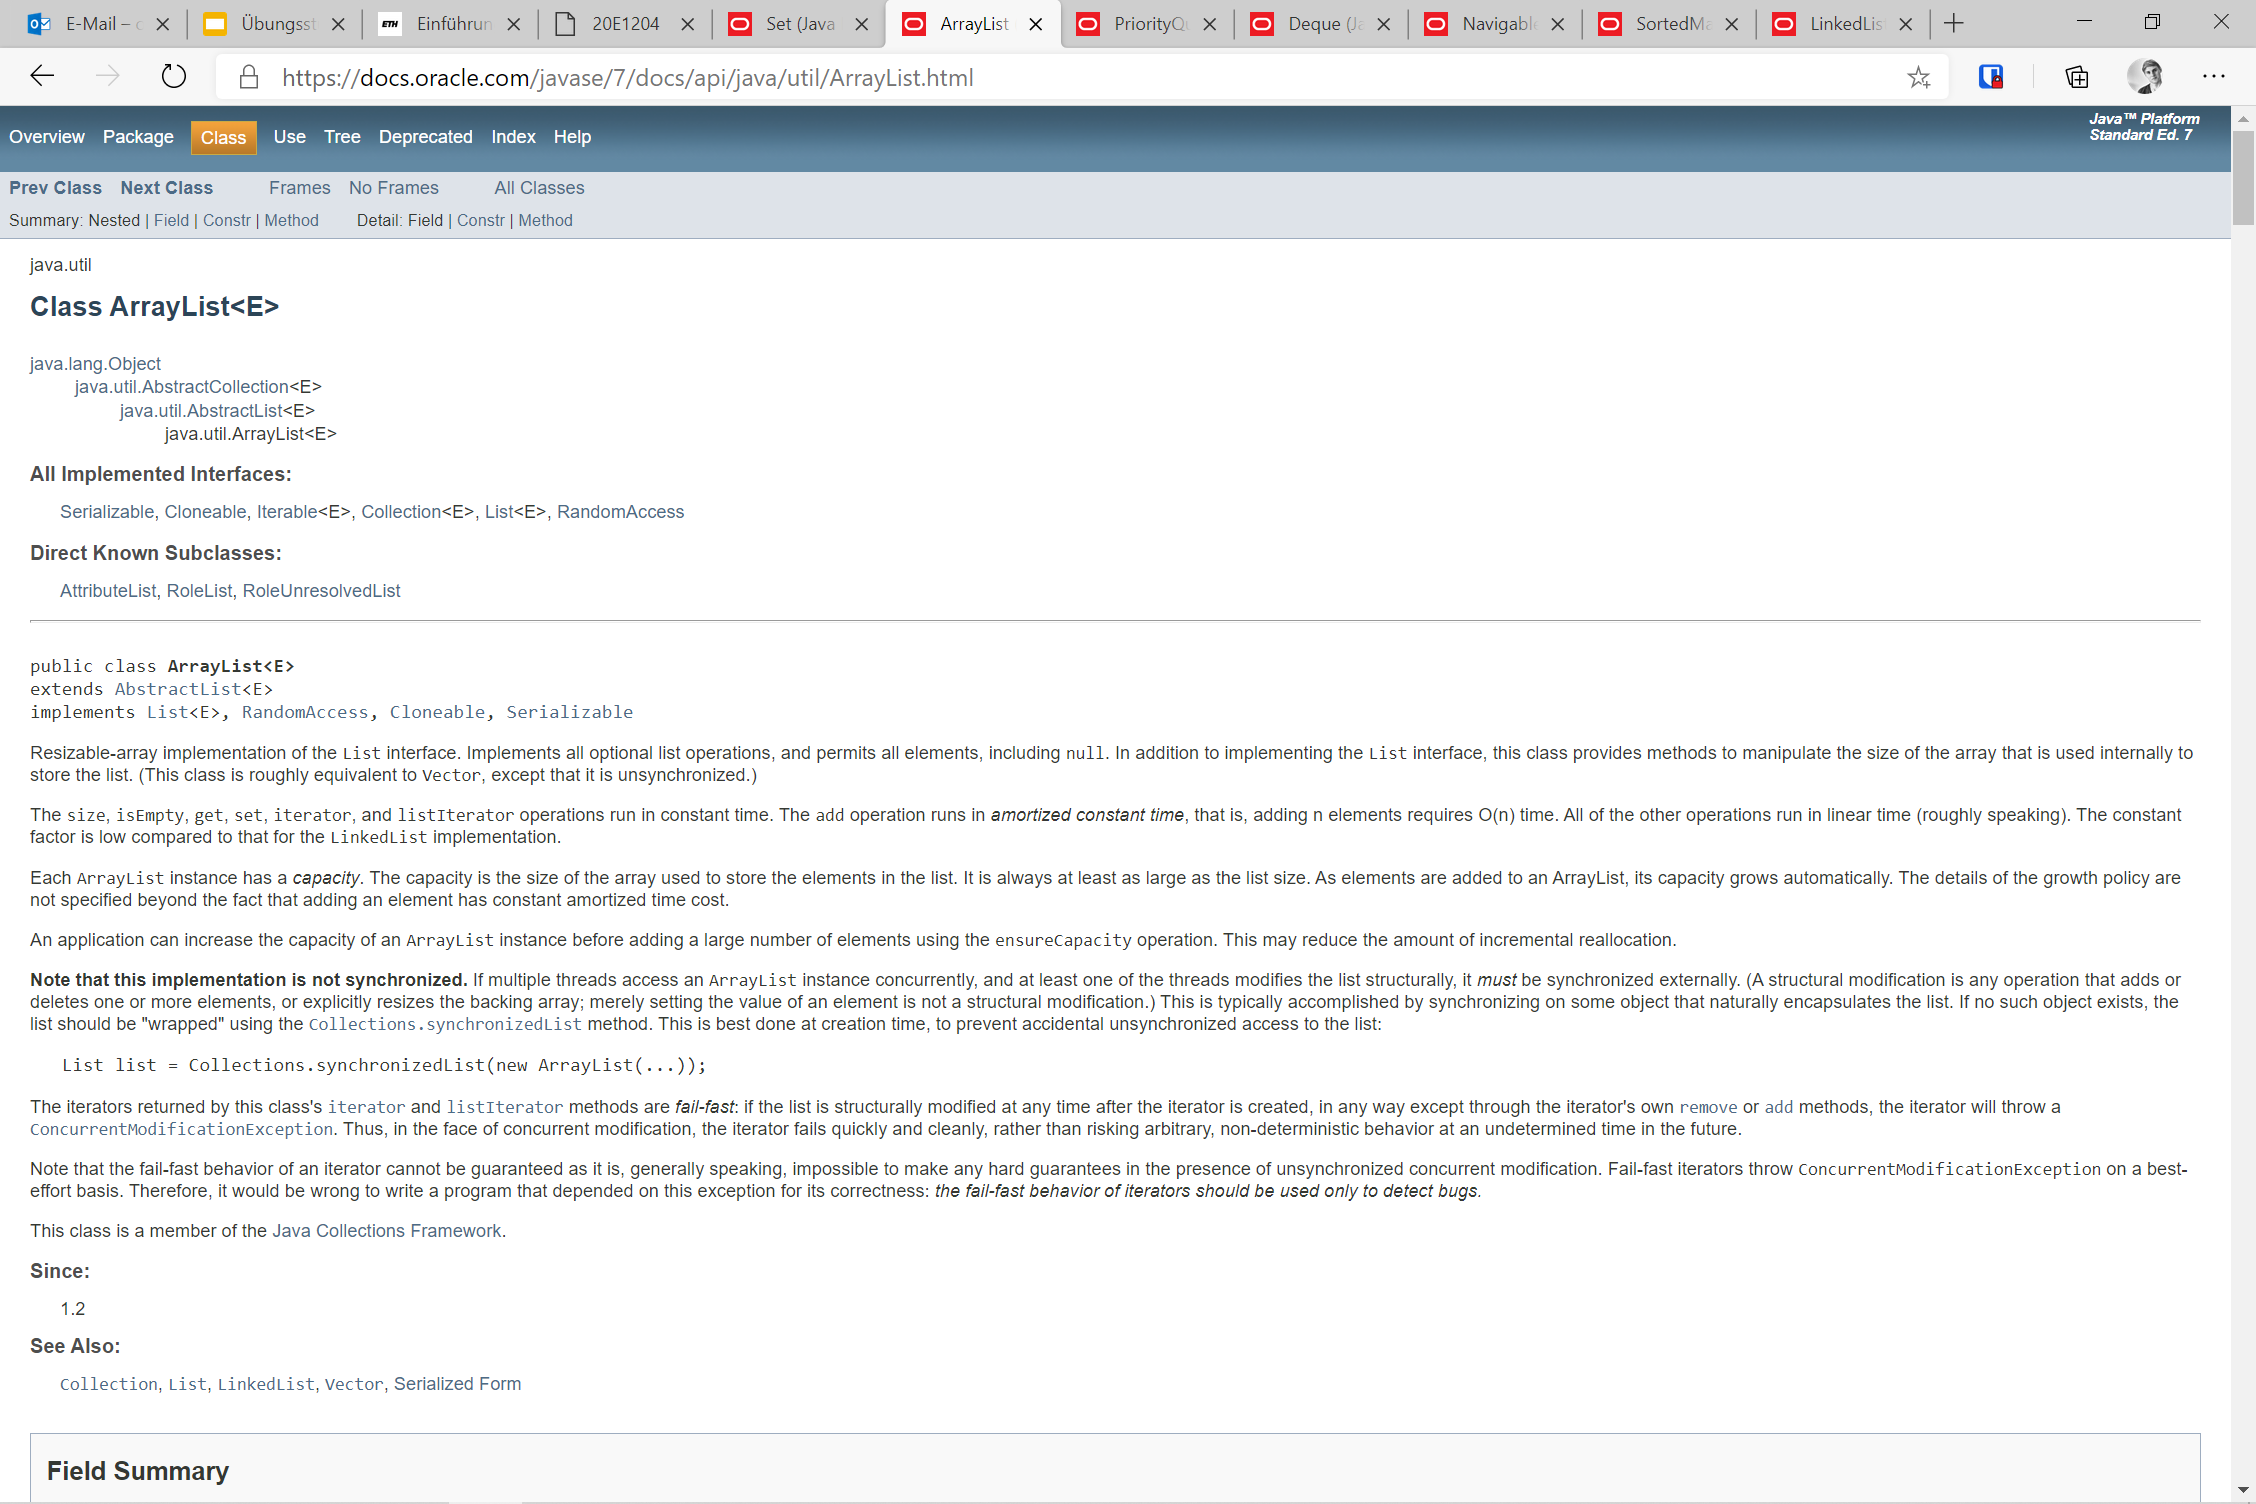 E-Mail – c
Übungsst
ETH Einführun
20E1204
Set (Java
ArrayList
PriorityQu
Deque (Ja
Navigable
SortedMa
LinkedLis
https://docs.oracle.com/javase/7/docs/api/java/util/ArrayList.html
Overview Package Class Use Tree Deprecated Index Help
Java™ Platform
Standard Ed. 7
Prev Class Next Class Frames No Frames All Classes
Summary: Nested | Field | Constr | Method Detail: Field | Constr | Method
java.util
Class ArrayList<E>
java.lang.Object
java.util.AbstractCollection<E>
java.util.AbstractList<E>
java.util.ArrayList<E>
All Implemented Interfaces:
Serializable, Cloneable, Iterable<E>, Collection<E>, List<E>, RandomAccess
Direct Known Subclasses:
AttributeList, RoleList, RoleUnresolvedList
public class ArrayList<E>
extends AbstractList<E>
implements List<E>, RandomAccess, Cloneable, Serializable
Resizable-array implementation of the List interface. Implements all optional list operations, and permits all elements, including null. In addition to implementing the List interface, this class provides methods to manipulate the size of the array that is used internally to
store the list. (This class is roughly equivalent to Vector, except that it is unsynchronized.)
The size, isEmpty, get, set, iterator, and listIterator operations run in constant time. The add operation runs in amortized constant time, that is, adding n elements requires O(n) time. All of the other operations run in linear time (roughly speaking). The constant
factor is low compared to that for the LinkedList implementation.
Each ArrayList instance has a capacity. The capacity is the size of the array used to store the elements in the list. It is always at least as large as the list size. As elements are added to an ArrayList, its capacity grows automatically. The details of the growth policy are
not specified beyond the fact that adding an element has constant amortized time cost.
An application can increase the capacity of an ArrayList instance before adding a large number of elements using the ensureCapacity operation. This may reduce the amount of incremental reallocation.
Note that this implementation is not synchronized. If multiple threads access an ArrayList instance concurrently, and at least one of the threads modifies the list structurally, it must be synchronized externally. (A structural modification is any operation that adds or
deletes one or more elements, or explicitly resizes the backing array; merely setting the value of an element is not a structural modification.) This is typically accomplished by synchronizing on some object that naturally encapsulates the list. If no such object exists, the
list should be "wrapped" using the Collections.synchronizedList method. This is best done at creation time, to prevent accidental unsynchronized access to the list:
List list = Collections.synchronizedList(new ArrayList(...));
The iterators returned by this class's iterator and listIterator methods are fail-fast: if the list is structurally modified at any time after the iterator is created, in any way except through the iterator's own remove or add methods, the iterator will throw a
ConcurrentModificationException. Thus, in the face of concurrent modification, the iterator fails quickly and cleanly, rather than risking arbitrary, non-deterministic behavior at an undetermined time in the future.
Note that the fail-fast behavior of an iterator cannot be guaranteed as it is, generally speaking, impossible to make any hard guarantees in the presence of unsynchronized concurrent modification. Fail-fast iterators throw ConcurrentModificationException on a best-
effort basis. Therefore, it would be wrong to write a program that depended on this exception for its correctness: the fail-fast behavior of iterators should be used only to detect bugs.
This class is a member of the Java Collections Framework.
Since:
1.2
See Also:
Collection, List, LinkedList, Vector, Serialized Form
Field Summary